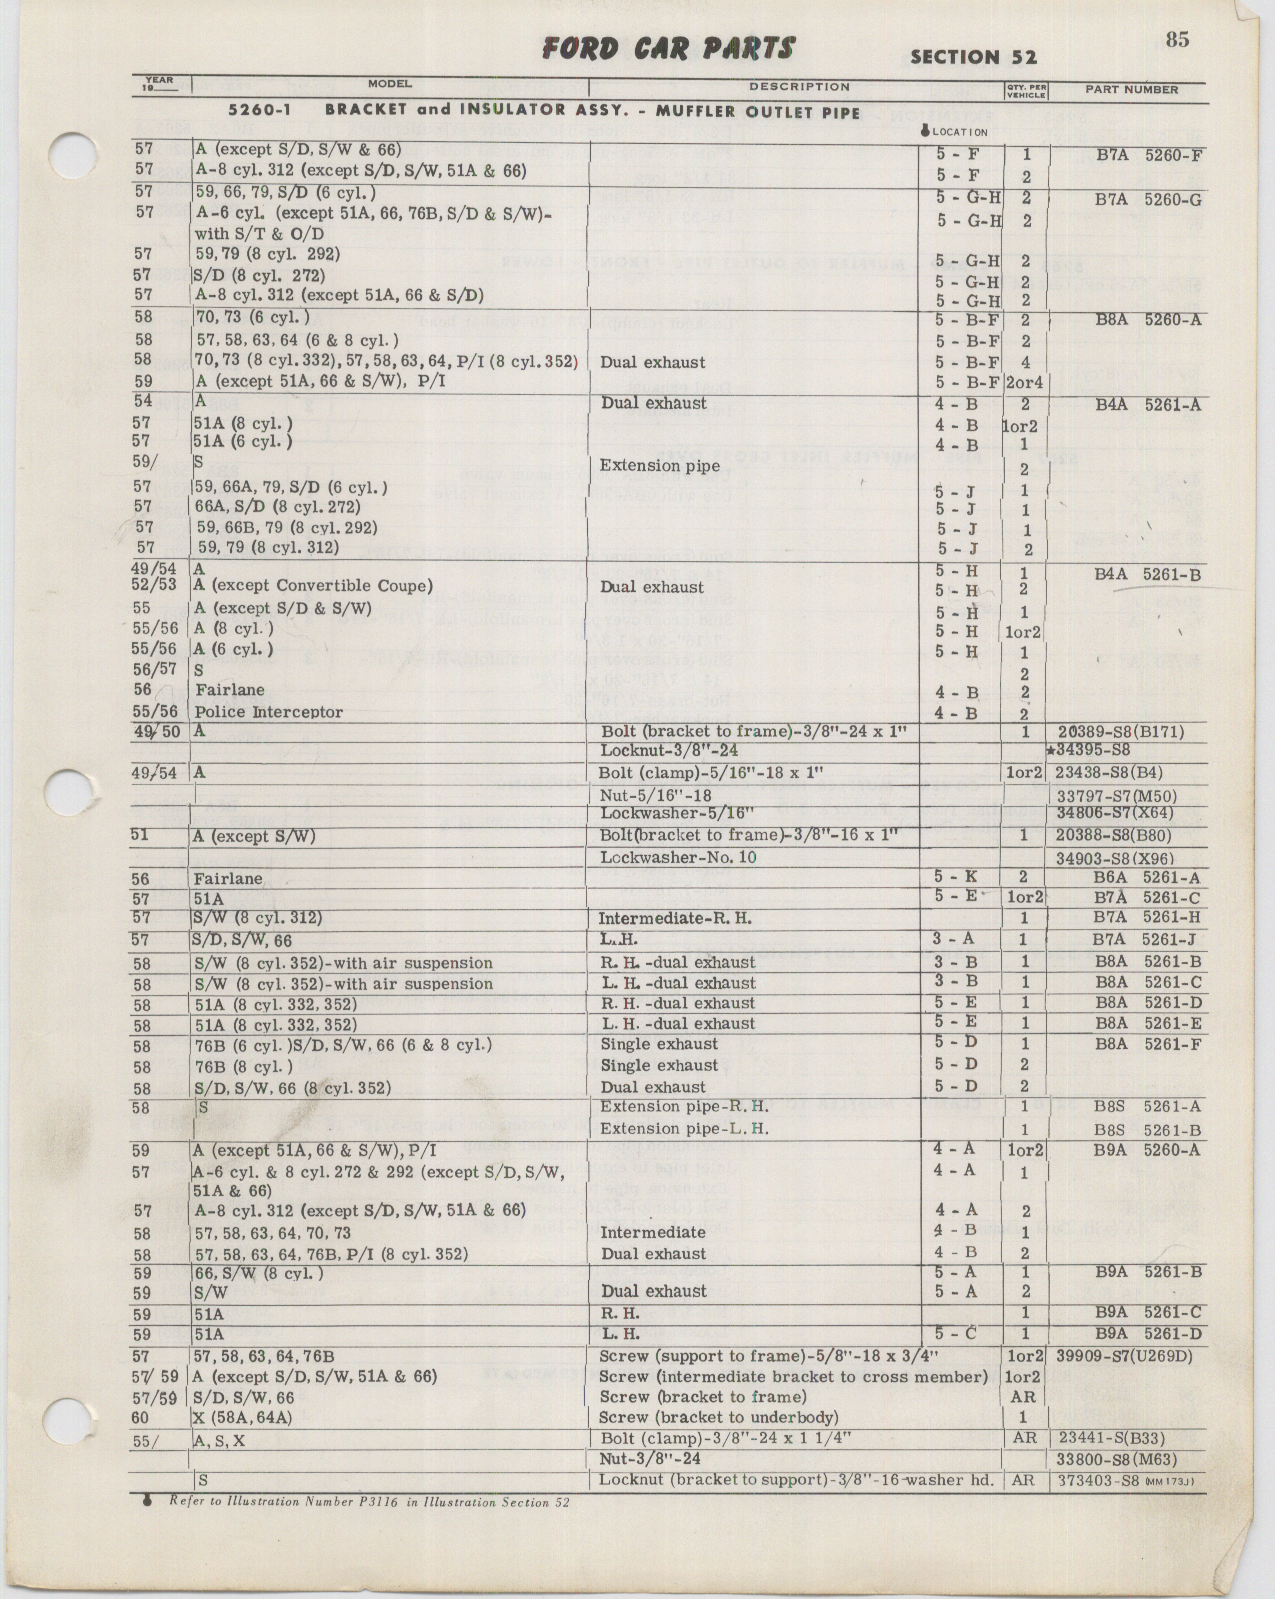 85
FORD CAR PARTS SECTION 52
YEAR 19___ MODEL DESCRIPTION QTY. PER VEHICLE PART NUMBER
5260-1 BRACKET and INSULATOR ASSY. - MUFFLER OUTLET PIPE
LOCATION
57 A (except S/D, S/W & 66) 5 - F 1 B7A 5260-F
57 A-8 cyl. 312 (except S/D, S/W, 51A & 66) 5 - F 2
57 59, 66, 79, S/D (6 cyl.) 5 - G-H 2 B7A 5260-G
57 A-6 cyl. (except 51A, 66, 76B, S/D & S/W)- 5 - G-H 2
with S/T & O/D
57 59, 79 (8 cyl. 292) 5 - G-H 2
57 S/D (8 cyl. 272) 5 - G-H 2
57 A-8 cyl. 312 (except 51A, 66 & S/D) 5 - G-H 2
58 70, 73 (6 cyl.) 5 - B-F 2 B8A 5260-A
58 57, 58, 63, 64 (6 & 8 cyl.) 5 - B-F 2
58 70, 73 (8 cyl. 332), 57, 58, 63, 64, P/I (8 cyl. 352) Dual exhaust 5 - B-F 4
59 A (except 51A, 66 & S/W), P/I 5 - B-F 2or4
54 A Dual exhaust 4 - B 2 B4A 5261-A
57 51A (8 cyl.) 4 - B 1or2
57 51A (6 cyl.) 4 - B 1
59/ S Extension pipe 2
57 59, 66A, 79, S/D (6 cyl.) 5 - J 1
57 66A, S/D (8 cyl. 272) 5 - J 1
57 59, 66B, 79 (8 cyl. 292) 5 - J 1
57 59, 79 (8 cyl. 312) 5 - J 2
49/54 A 5 - H 1 B4A 5261-B
52/53 A (except Convertible Coupe) Dual exhaust 5 - H 2
55 A (except S/D & S/W) 5 - H 1
55/56 A (8 cyl.) 5 - H 1or2
55/56 A (6 cyl.) 5 - H 1
56/57 S 2
56 Fairlane 4 - B 2
55/56 Police Interceptor 4 - B 2
49/50 A Bolt (bracket to frame)-3/8"-24 x 1" 1 20389-S8(B171)
Locknut-3/8"-24 ★34395-S8
49/54 A Bolt (clamp)-5/16"-18 x 1" 1or2 23438-S8(B4)
Nut-5/16"-18 33797-S7(M50)
Lockwasher-5/16" 34806-S7(X64)
51 A (except S/W) Bolt(bracket to frame)-3/8"-16 x 1" 1 20388-S8(B80)
Lockwasher-No. 10 34903-S8(X96)
56 Fairlane 5 - K 2 B6A 5261-A
57 51A 5 - E 1or2 B7A 5261-C
57 S/W (8 cyl. 312) Intermediate-R. H. 1 B7A 5261-H
57 S/D, S/W, 66 L. H. 3 - A 1 B7A 5261-J
58 S/W (8 cyl. 352)-with air suspension R. H. -dual exhaust 3 - B 1 B8A 5261-B
58 S/W (8 cyl. 352)-with air suspension L. H. -dual exhaust 3 - B 1 B8A 5261-C
58 51A (8 cyl. 332, 352) R. H. -dual exhaust 5 - E 1 B8A 5261-D
58 51A (8 cyl. 332, 352) L. H. -dual exhaust 5 - E 1 B8A 5261-E
58 76B (6 cyl.)S/D, S/W, 66 (6 & 8 cyl.) Single exhaust 5 - D 1 B8A 5261-F
58 76B (8 cyl.) Single exhaust 5 - D 2
58 S/D, S/W, 66 (8 cyl. 352) Dual exhaust 5 - D 2
58 S Extension pipe-R. H. 1 B8S 5261-A
Extension pipe-L. H. 1 B8S 5261-B
59 A (except 51A, 66 & S/W), P/I 4 - A 1or2 B9A 5260-A
57 A-6 cyl. & 8 cyl. 272 & 292 (except S/D, S/W, 4 - A 1
51A & 66)
57 A-8 cyl. 312 (except S/D, S/W, 51A & 66) 4 - A 2
58 57, 58, 63, 64, 70, 73 Intermediate 4 - B 1
58 57, 58, 63, 64, 76B, P/I (8 cyl. 352) Dual exhaust 4 - B 2
59 66, S/W (8 cyl.) 5 - A 1 B9A 5261-B
59 S/W Dual exhaust 5 - A 2
59 51A R. H. 1 B9A 5261-C
59 51A L. H. 5 - C 1 B9A 5261-D
57 57, 58, 63, 64, 76B Screw (support to frame)-5/8"-18 x 3/4" 1or2 39909-S7(U269D)
57/59 A (except S/D, S/W, 51A & 66) Screw (intermediate bracket to cross member) 1or2
57/59 S/D, S/W, 66 Screw (bracket to frame) AR
60 X (58A, 64A) Screw (bracket to underbody) 1
55/ A, S, X Bolt (clamp)-3/8"-24 x 1 1/4" AR 23441-S(B33)
Nut-3/8"-24 33800-S8(M63)
S Locknut (bracket to support)-3/8"-16-washer hd. AR 373403-S8 (MM 173J)
Refer to Illustration Number P3116 in Illustration Section 52